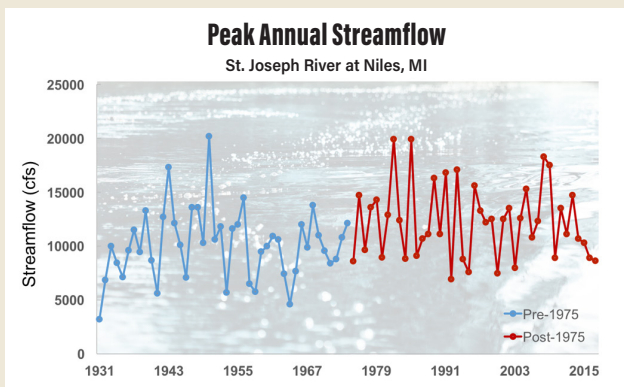 Peak Annual Streamflow
St. Joseph River at Niles, MI
Streamflow (cfs)
25000
20000
15000
10000
5000
0
1931 1943 1955 1967 1979 1991 2003 2015
Pre-1975
Post-1975